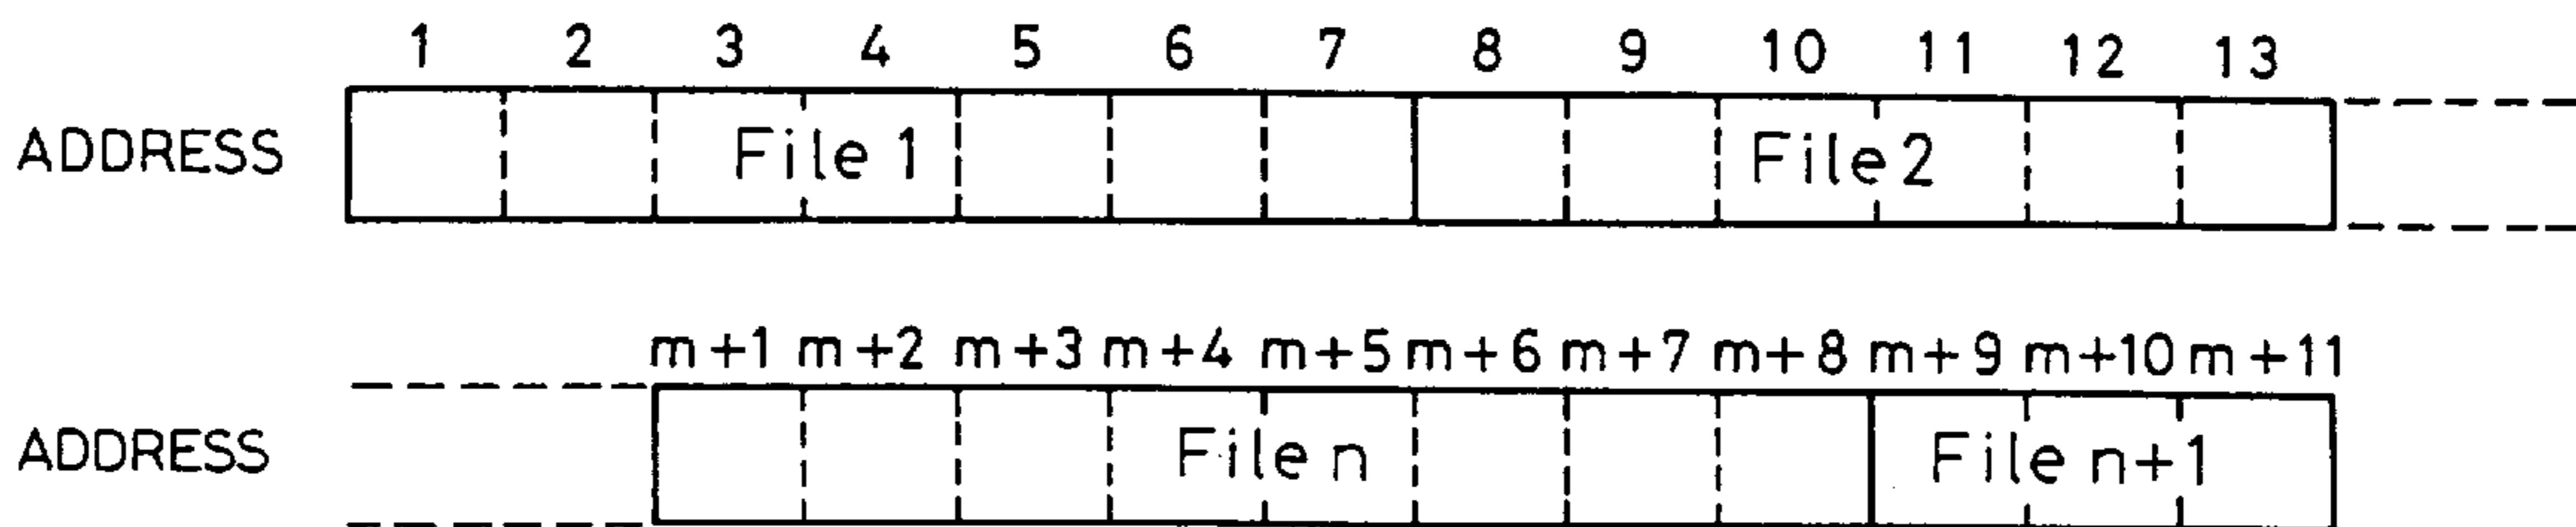 1 2 3 4 5 6 7 8 9 10 11 12 13
ADDRESS File 1 File 2
m+1 m+2 m+3 m+4 m+5 m+6 m+7 m+8 m+9 m+10 m+11
ADDRESS File n File n+1